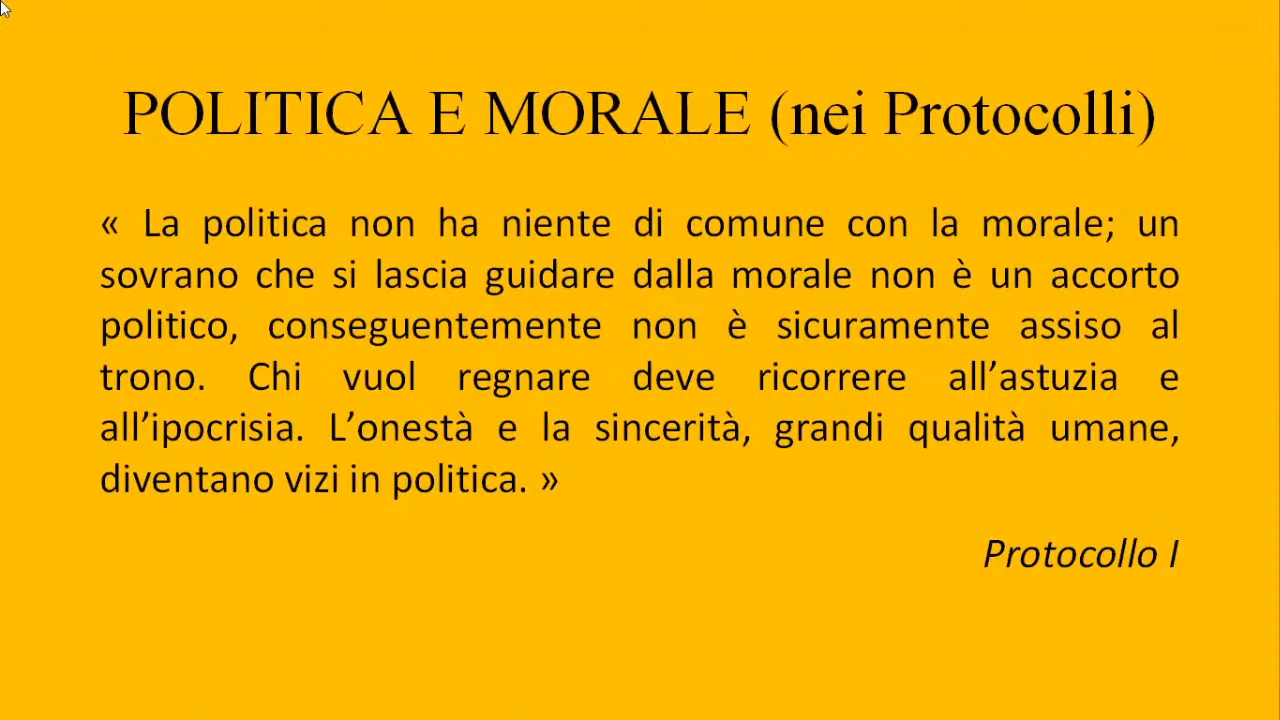 POLITICA E MORALE (nei Protocolli)
« La politica non ha niente di comune con la morale; un
sovrano che si lascia guidare dalla morale non è un accorto
politico, conseguentemente non è sicuramente assiso al
trono. Chi vuol regnare deve ricorrere all’astuzia e
all’ipocrisia. L’onestà e la sincerità, grandi qualità umane,
diventano vizi in politica. »
Protocollo I